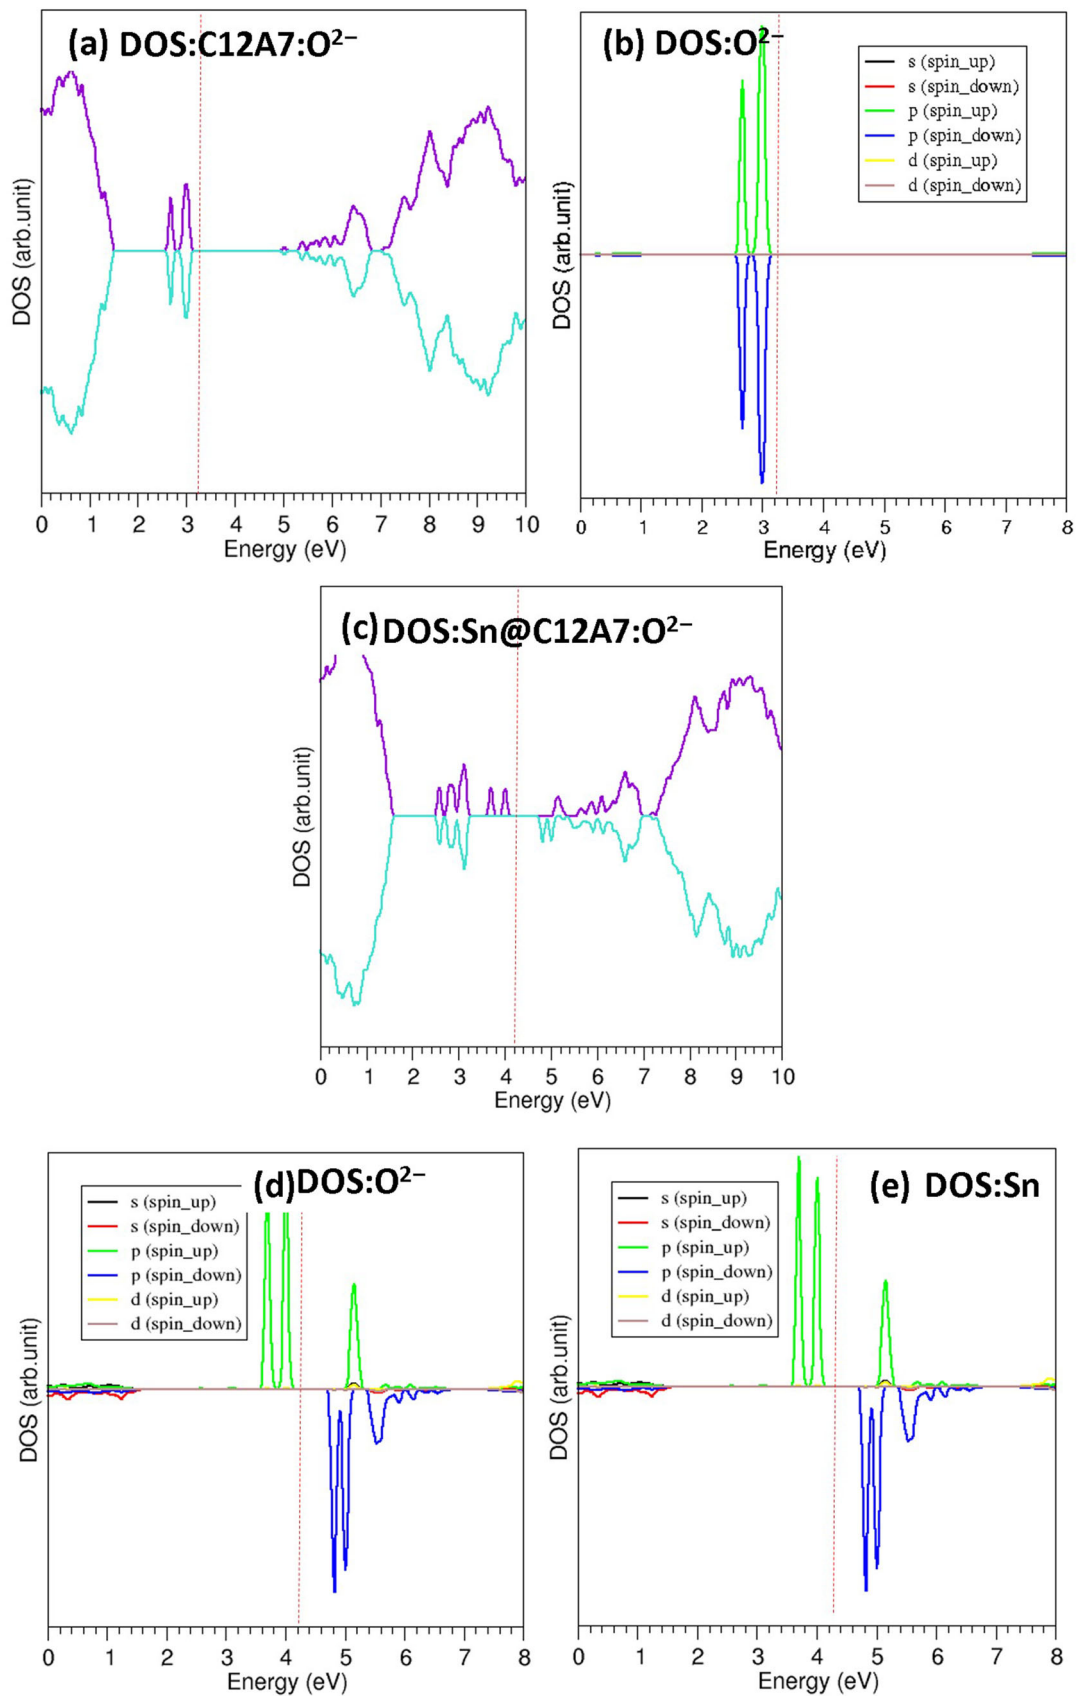 (a) DOS:C12A7:O²⁻
DOS (arb.unit)
0 1 2 3 4 5 6 7 8 9 10
Energy (eV)
(b) DOS:O²⁻
s (spin_up)
s (spin_down)
p (spin_up)
p (spin_down)
d (spin_up)
d (spin_down)
DOS (arb.unit)
0 1 2 3 4 5 6 7 8
Energy (eV)
(c) DOS:Sn@C12A7:O²⁻
DOS (arb.unit)
0 1 2 3 4 5 6 7 8 9 10
Energy (eV)
(d) DOS:O²⁻
s (spin_up)
s (spin_down)
p (spin_up)
p (spin_down)
d (spin_up)
d (spin_down)
DOS (arb.unit)
0 1 2 3 4 5 6 7 8
Energy (eV)
(e) DOS:Sn
s (spin_up)
s (spin_down)
p (spin_up)
p (spin_down)
d (spin_up)
d (spin_down)
DOS (arb.unit)
0 1 2 3 4 5 6 7 8
Energy (eV)